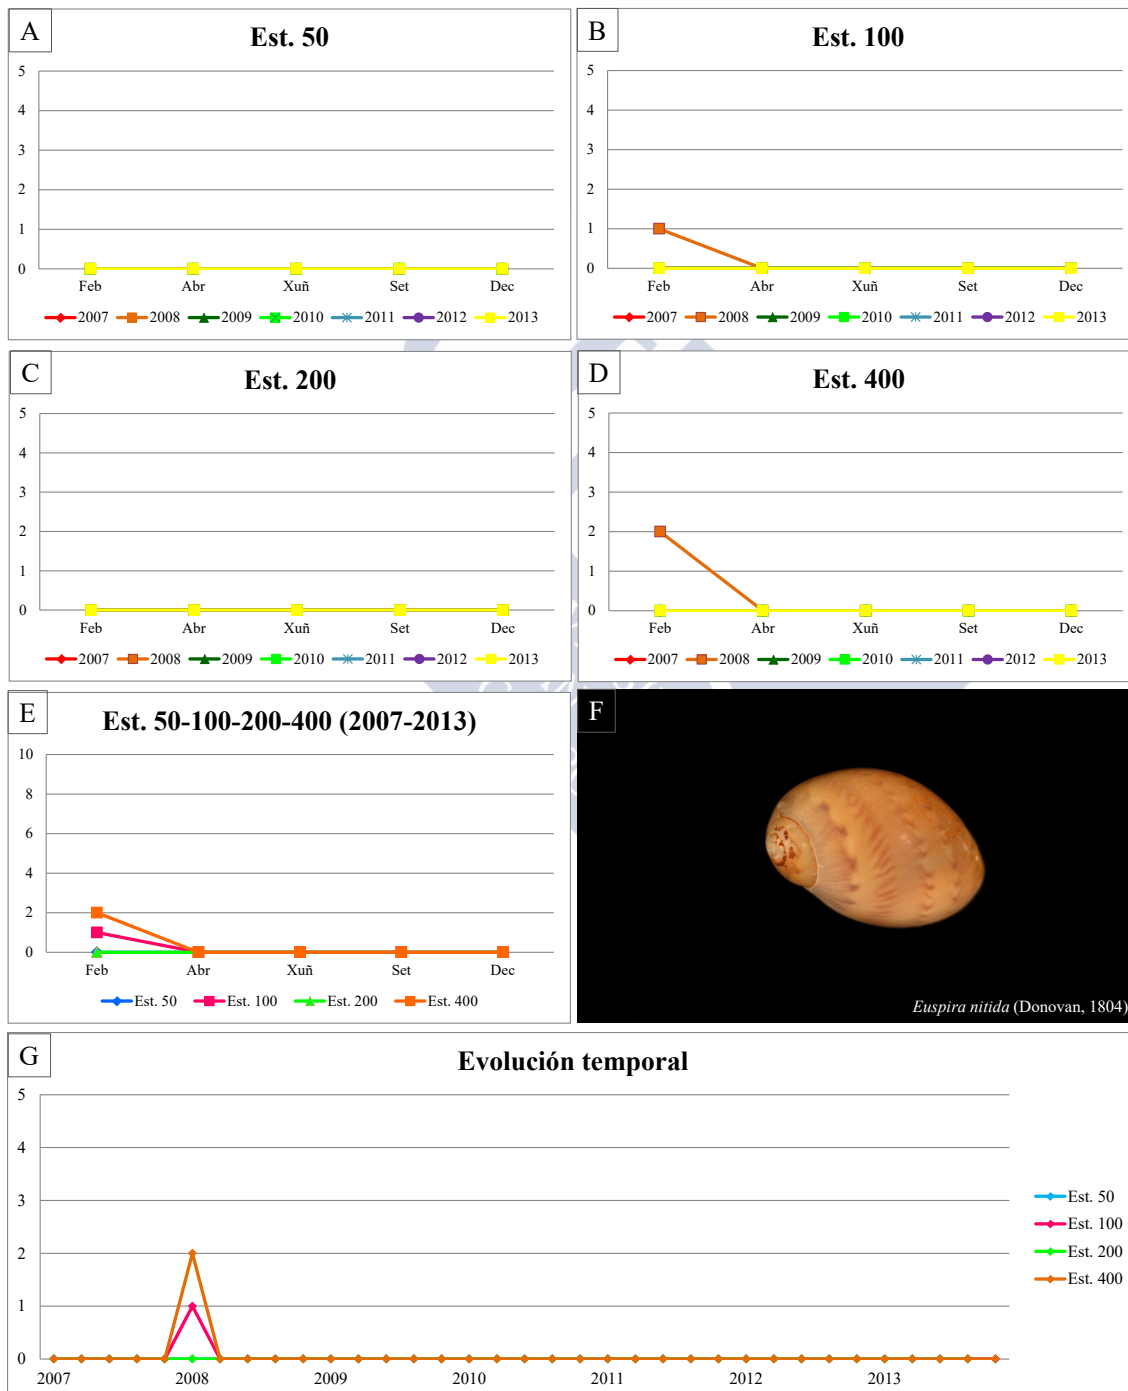 A
Est. 50
5
4
3
2
1
0
Feb Abr Xuñ Set Dec
2007 2008 2009 2010 2011 2012 2013
B
Est. 100
5
4
3
2
1
0
Feb Abr Xuñ Set Dec
2007 2008 2009 2010 2011 2012 2013
C
Est. 200
5
4
3
2
1
0
Feb Abr Xuñ Set Dec
2007 2008 2009 2010 2011 2012 2013
D
Est. 400
5
4
3
2
1
0
Feb Abr Xuñ Set Dec
2007 2008 2009 2010 2011 2012 2013
E
Est. 50-100-200-400 (2007-2013)
10
8
6
4
2
0
Feb Abr Xuñ Set Dec
Est. 50 Est. 100 Est. 200 Est. 400
F
Euspira nitida (Donovan, 1804)
G
Evolución temporal
5
4
3
2
1
0
2007 2008 2009 2010 2011 2012 2013
Est. 50
Est. 100
Est. 200
Est. 400